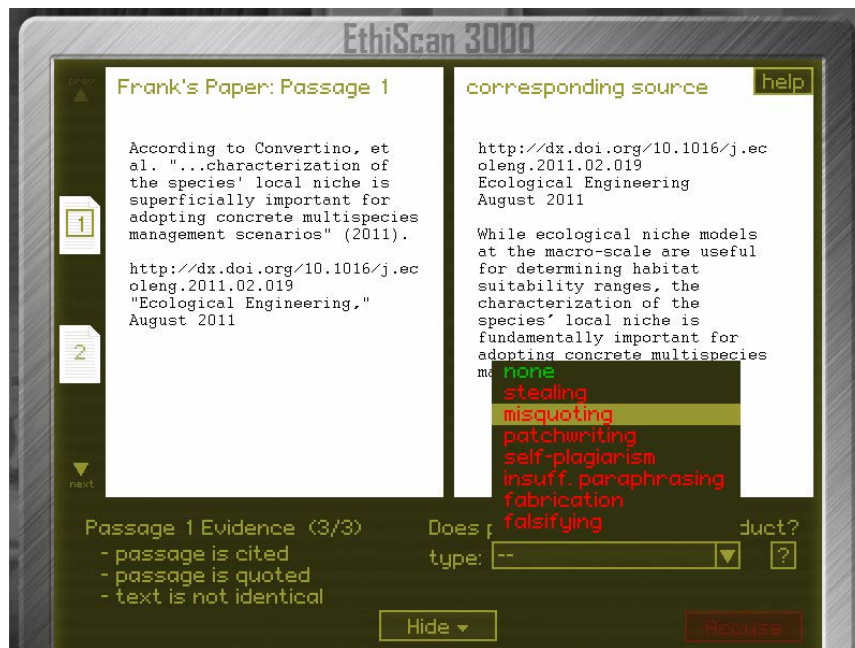 EthiScan 3000
prev
Frank's Paper: Passage 1
According to Convertino, et
al. "...characterization of
the species' local niche is
superficially important for
adopting concrete multispecies
management scenarios" (2011).
http://dx.doi.org/10.1016/j.ec
oleng.2011.02.019
"Ecological Engineering,"
August 2011
corresponding source
help
http://dx.doi.org/10.1016/j.ec
oleng.2011.02.019
Ecological Engineering
August 2011
While ecological niche models
at the macro-scale are useful
for determining habitat
suitability ranges, the
characterization of the
species’ local niche is
fundamentally important for
adopting concrete multispecies
1
2
next
none
stealing
misquoting
patchwriting
self-plagiarism
insuff. paraphrasing
fabrication
falsifying
Passage 1 Evidence (3/3)
- passage is cited
- passage is quoted
- text is not identical
Does
type: --
?
Hide
Accuse